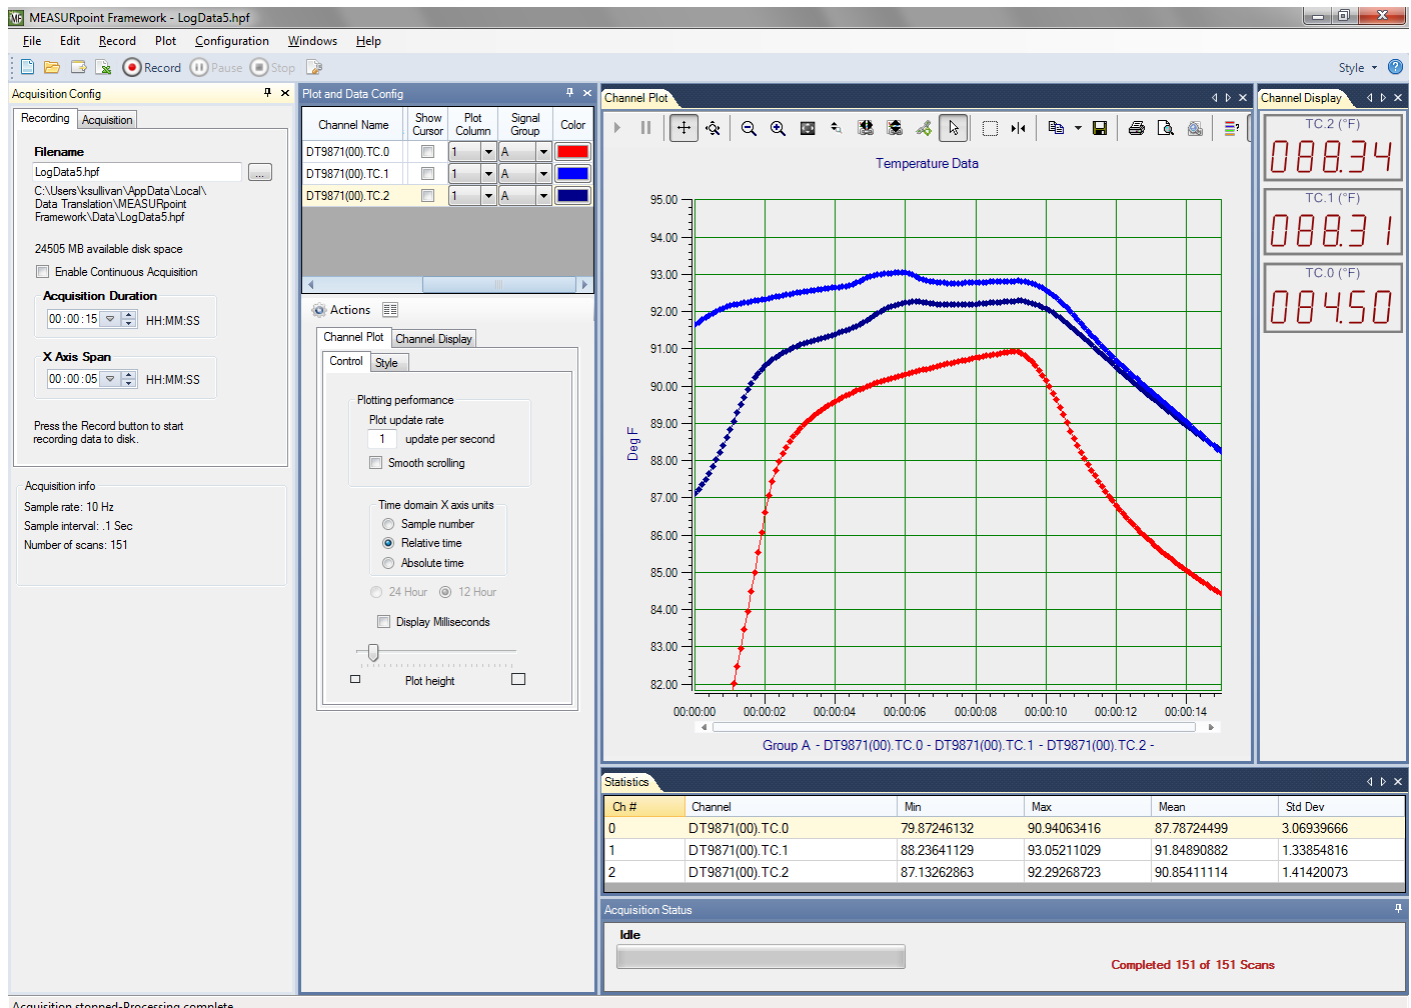 MEASURpoint Framework - LogData5.hpf
File Edit Record Plot Configuration Windows Help
Record Pause Stop Style
Acquisition Config
Recording Acquisition
Filename
LogData5.hpf
...
C:\Users\ksullivan\AppData\Local\
Data Translation\MEASURpoint
Framework\Data\LogData5.hpf
24505 MB available disk space
Enable Continuous Acquisition
Acquisition Duration
00:00:15 HH:MM:SS
X Axis Span
00:00:05 HH:MM:SS
Press the Record button to start
recording data to disk.
Acquisition info
Sample rate: 10 Hz
Sample interval: .1 Sec
Number of scans: 151
Plot and Data Config
Channel Name Show Cursor Plot Column Signal Group Color
DT9871(00).TC.0 1 A
DT9871(00).TC.1 1 A
DT9871(00).TC.2 1 A
Actions
Channel Plot Channel Display
Control Style
Plotting performance
Plot update rate
1 update per second
Smooth scrolling
Time domain X axis units
Sample number
Relative time
Absolute time
24 Hour 12 Hour
Display Milliseconds
Plot height
Channel Plot
Temperature Data
95.00
94.00
93.00
92.00
91.00
90.00
89.00
88.00
87.00
86.00
85.00
84.00
83.00
82.00
Deg F
00:00:00 00:00:02 00:00:04 00:00:06 00:00:08 00:00:10 00:00:12 00:00:14
Group A - DT9871(00).TC.0 - DT9871(00).TC.1 - DT9871(00).TC.2 -
Channel Display
TC.2 (°F)
088.34
TC.1 (°F)
088.31
TC.0 (°F)
084.50
Statistics
Ch # Channel Min Max Mean Std Dev
0 DT9871(00).TC.0 79.87246132 90.94063416 87.78724499 3.06939666
1 DT9871(00).TC.1 88.23641129 93.05211029 91.84890882 1.33854816
2 DT9871(00).TC.2 87.13262863 92.29268723 90.85411114 1.41420073
Acquisition Status
Idle
Completed 151 of 151 Scans
Acquisition stopped-Processing complete